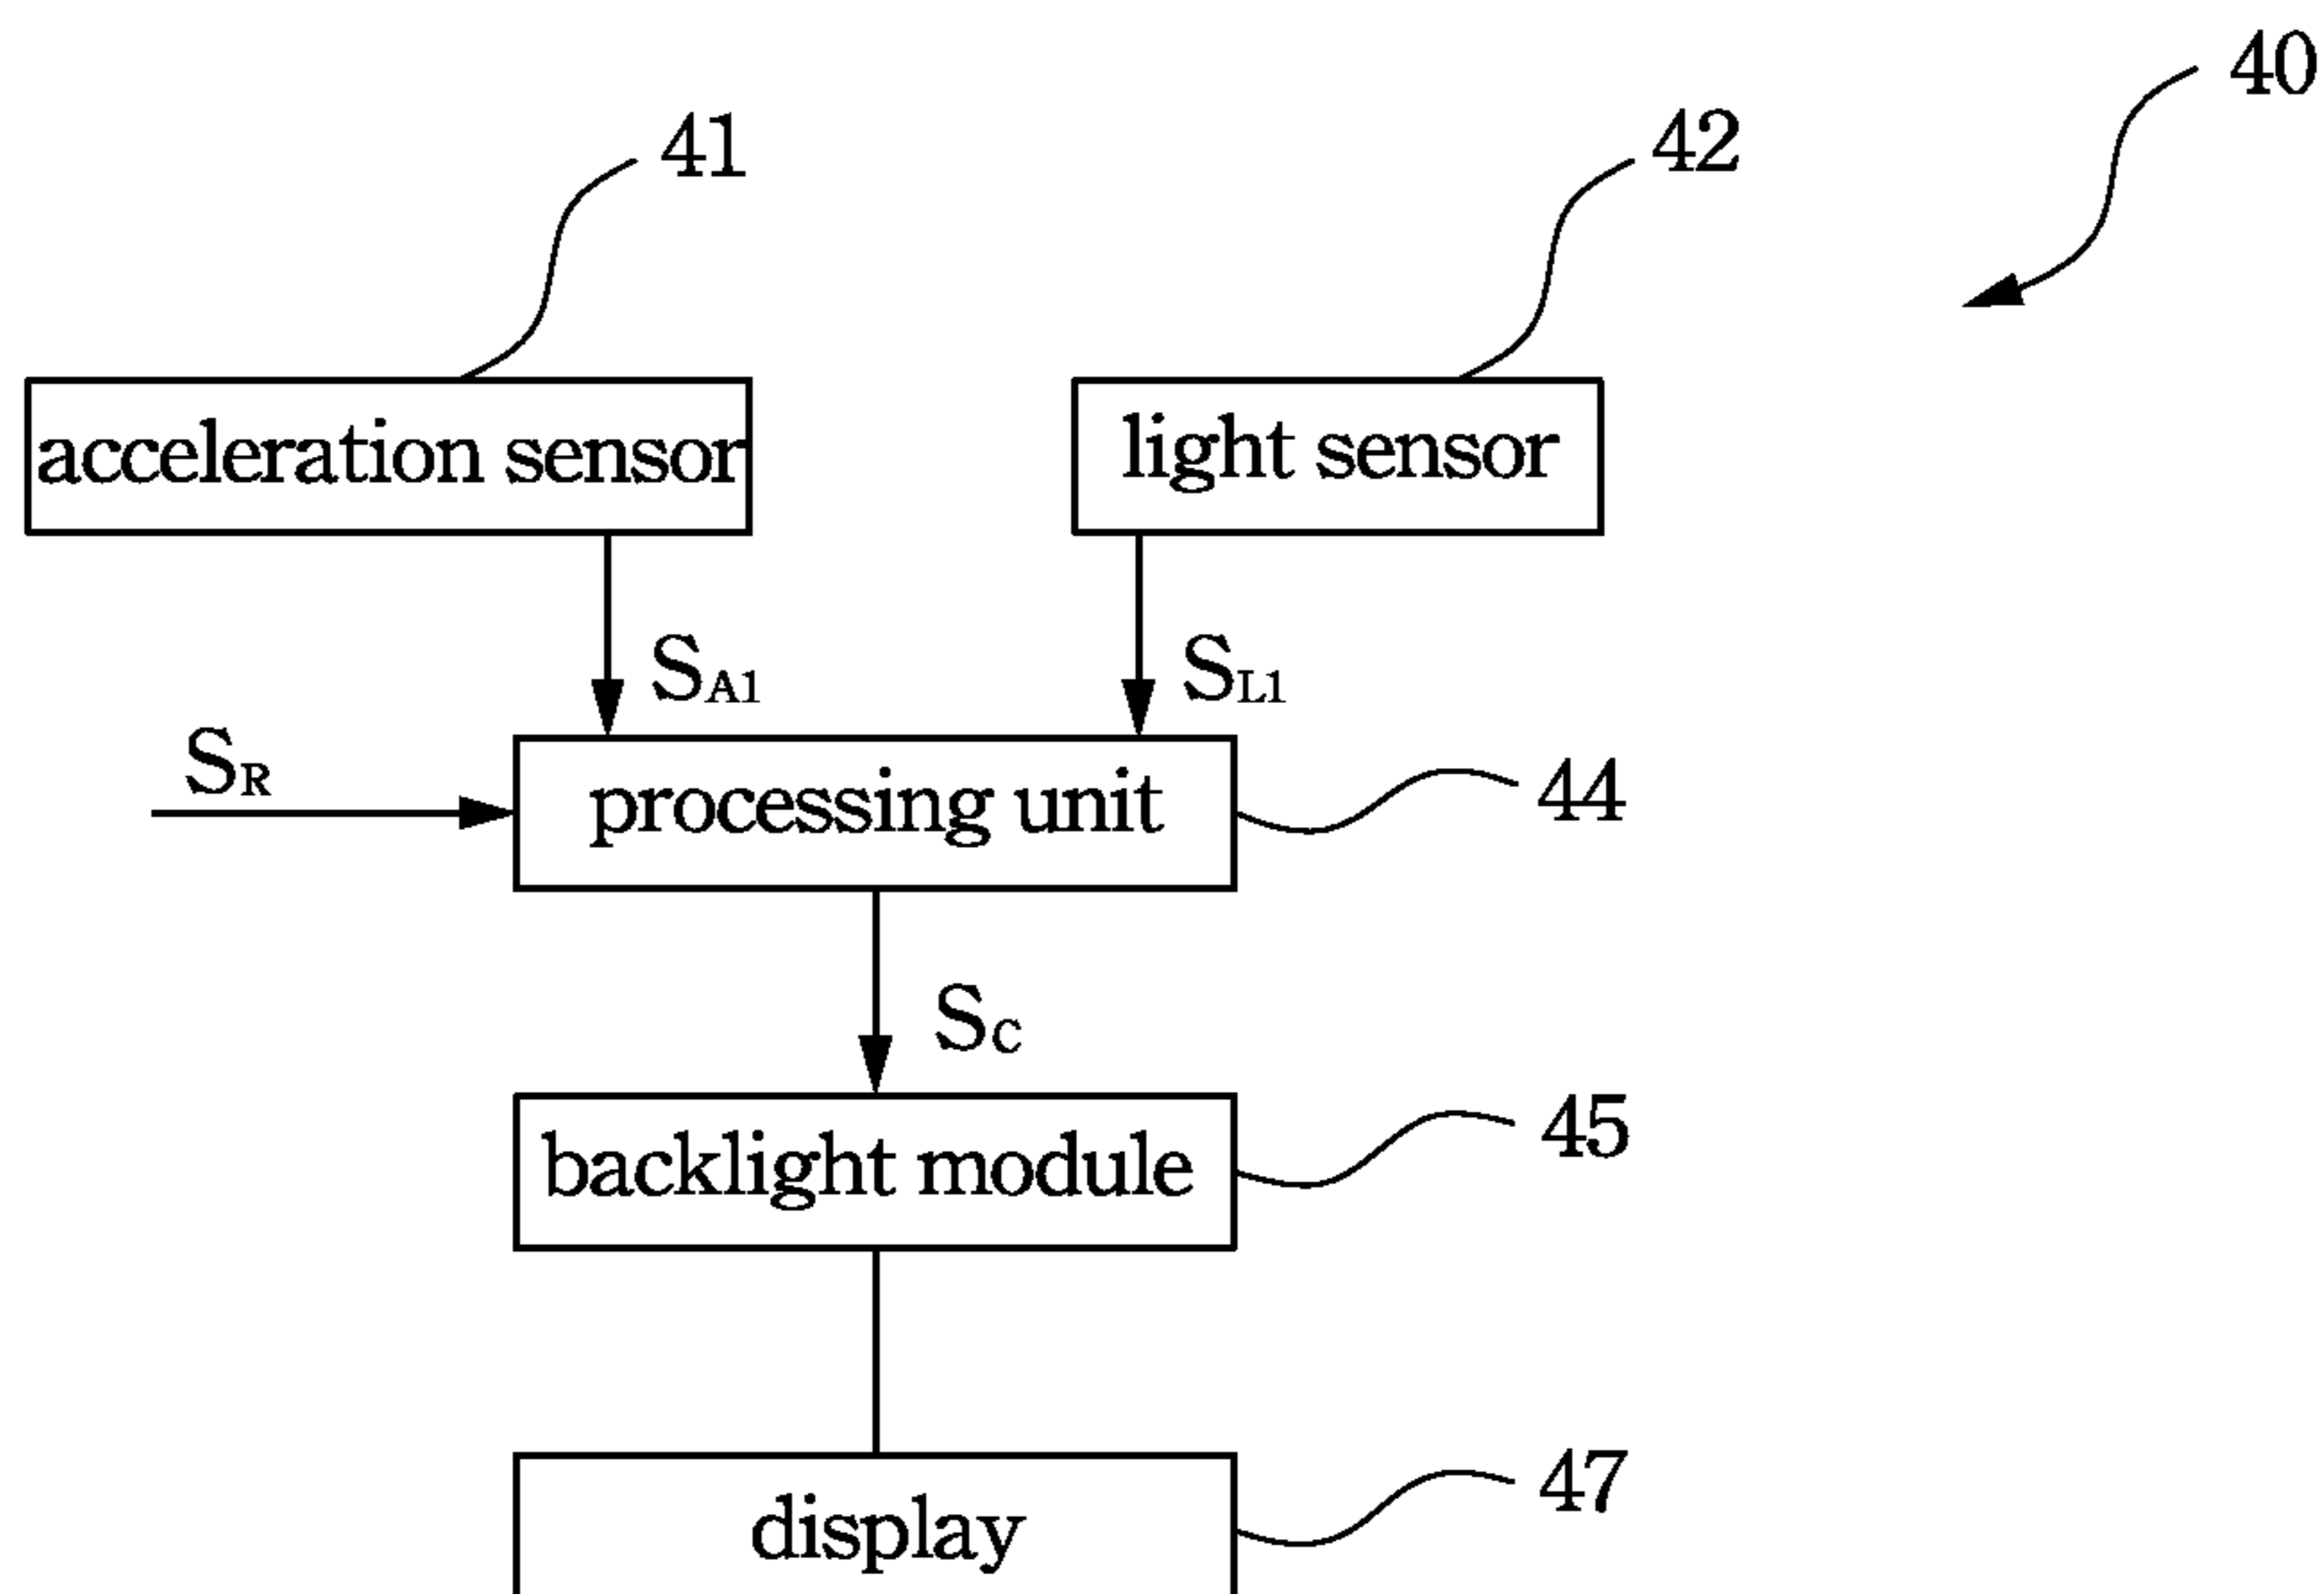 40
41
42
acceleration sensor
light sensor
SA1
SL1
SR
processing unit
44
SC
backlight module
45
display
47